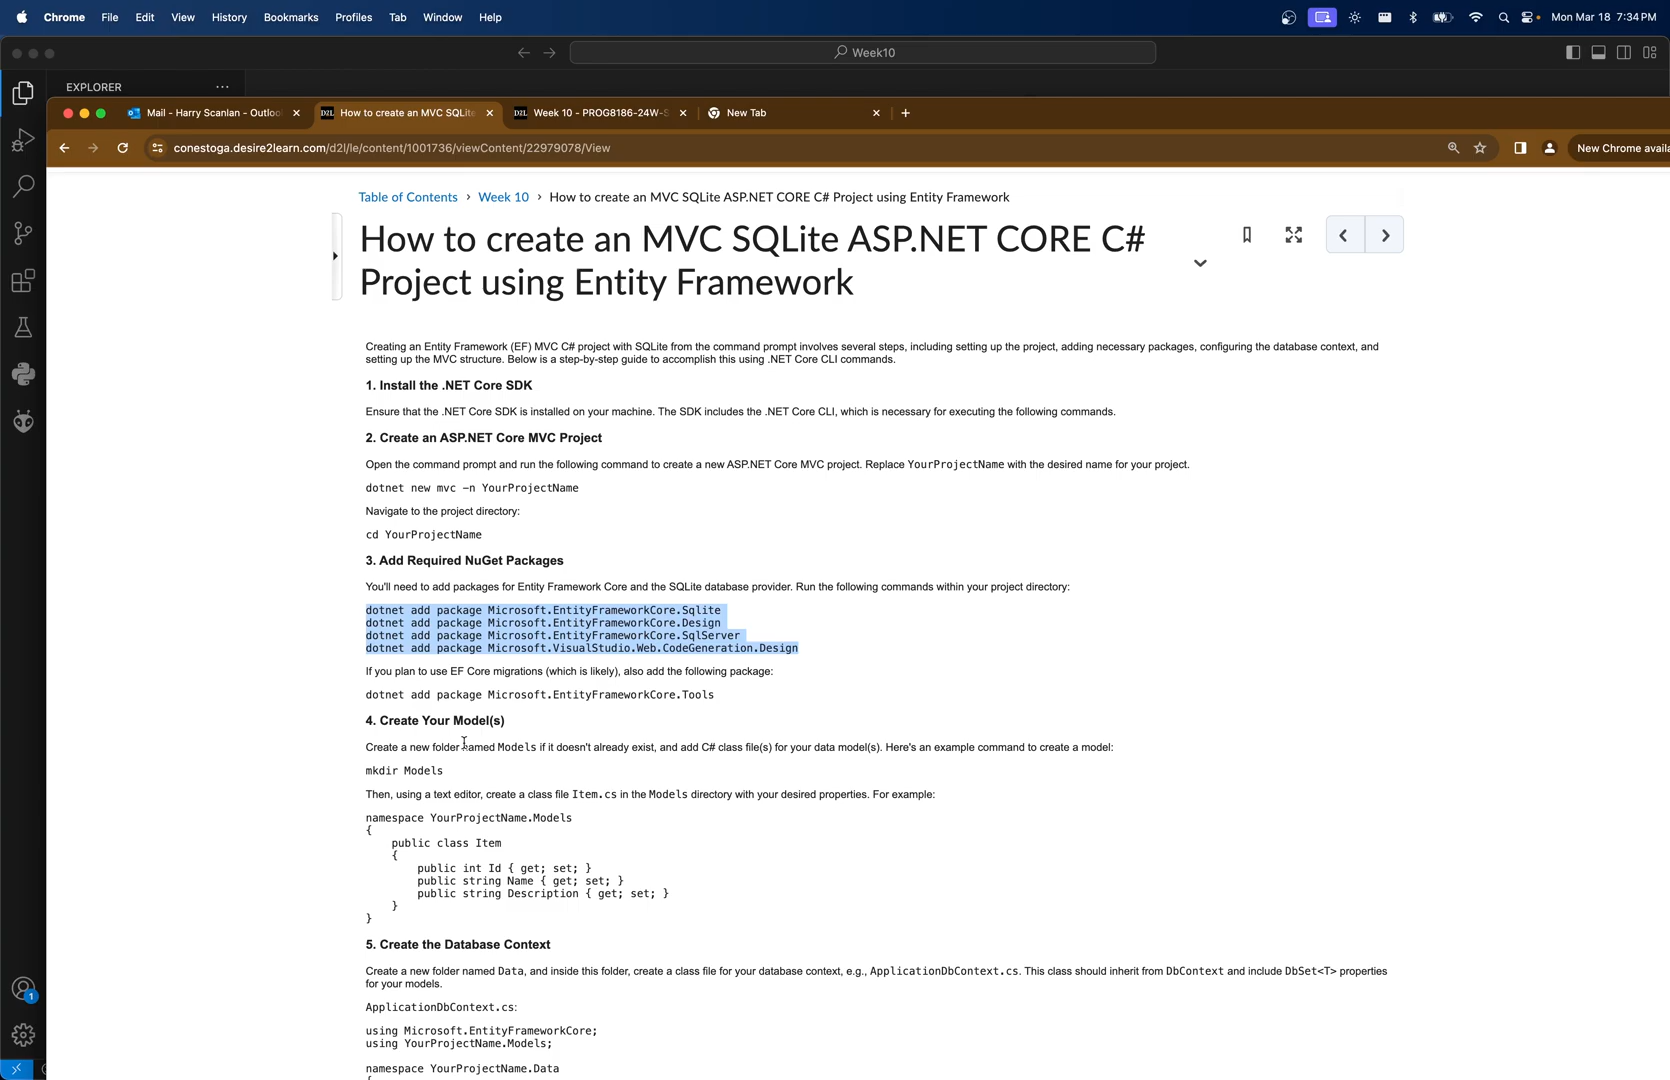 Chrome File Edit View History Bookmarks Profiles Tab Window Help Mon Mar 18 7:34 PM
Week10
EXPLORER
Mail - Harry Scanlan - Outloo
How to create an MVC SQLite
Week 10 - PROG8186-24W-S
New Tab
conestoga.desire2learn.com/d2l/le/content/1001736/viewContent/22979078/View
New Chrome availa
Table of Contents > Week 10 > How to create an MVC SQLite ASP.NET CORE C# Project using Entity Framework
How to create an MVC SQLite ASP.NET CORE C#
Project using Entity Framework
Creating an Entity Framework (EF) MVC C# project with SQLite from the command prompt involves several steps, including setting up the project, adding necessary packages, configuring the database context, and
setting up the MVC structure. Below is a step-by-step guide to accomplish this using .NET Core CLI commands.
1. Install the .NET Core SDK
Ensure that the .NET Core SDK is installed on your machine. The SDK includes the .NET Core CLI, which is necessary for executing the following commands.
2. Create an ASP.NET Core MVC Project
Open the command prompt and run the following command to create a new ASP.NET Core MVC project. Replace YourProjectName with the desired name for your project.
dotnet new mvc -n YourProjectName
Navigate to the project directory:
cd YourProjectName
3. Add Required NuGet Packages
You'll need to add packages for Entity Framework Core and the SQLite database provider. Run the following commands within your project directory:
dotnet add package Microsoft.EntityFrameworkCore.Sqlite
dotnet add package Microsoft.EntityFrameworkCore.Design
dotnet add package Microsoft.EntityFrameworkCore.SqlServer
dotnet add package Microsoft.VisualStudio.Web.CodeGeneration.Design
If you plan to use EF Core migrations (which is likely), also add the following package:
dotnet add package Microsoft.EntityFrameworkCore.Tools
4. Create Your Model(s)
Create a new folder named Models if it doesn't already exist, and add C# class file(s) for your data model(s). Here's an example command to create a model:
mkdir Models
Then, using a text editor, create a class file Item.cs in the Models directory with your desired properties. For example:
namespace YourProjectName.Models
{
public class Item
{
public int Id { get; set; }
public string Name { get; set; }
public string Description { get; set; }
}
}
5. Create the Database Context
Create a new folder named Data, and inside this folder, create a class file for your database context, e.g., ApplicationDbContext.cs. This class should inherit from DbContext and include DbSet<T> properties
for your models.
ApplicationDbContext.cs:
using Microsoft.EntityFrameworkCore;
using YourProjectName.Models;
namespace YourProjectName.Data
{
1